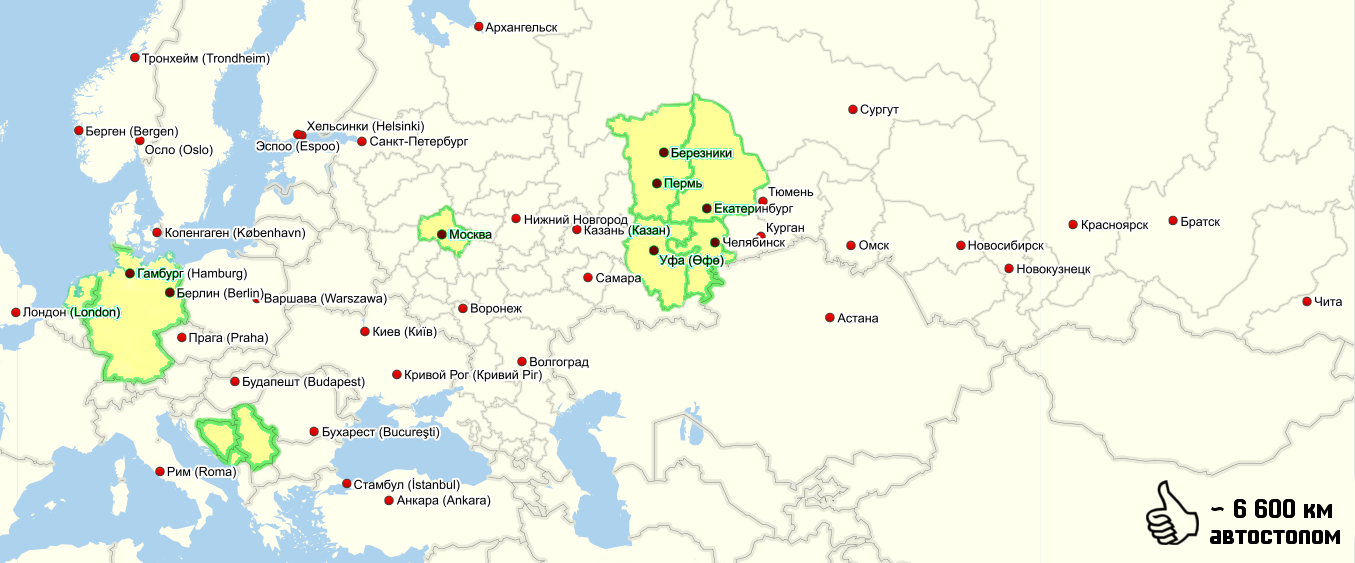 Архангельск
Тронхейм (Trondheim)
Сургут
Хельсинки (Helsinki)
Берген (Bergen)
Осло (Oslo)
Эспоо (Espoo)
Санкт-Петербург
Березники
Пермь
Тюмень
Екатеринбург
Нижний Новгород
Казань (Казан)
Курган
Красноярск
Братск
Копенгаген (København)
Москва
Челябинск
Омск
Новосибирск
Уфа (Өфө)
Новокузнецк
Гамбург (Hamburg)
Самара
Берлин (Berlin)
Варшава (Warszawa)
Чита
Лондон (London)
Воронеж
Астана
Прага (Praha)
Киев (Київ)
Волгоград
Кривой Рог (Кривий Ріг)
Будапешт (Budapest)
Бухарест (Bucureşti)
Рим (Roma)
Стамбул (İstanbul)
Анкара (Ankara)
~ 6 600 км
автостопом